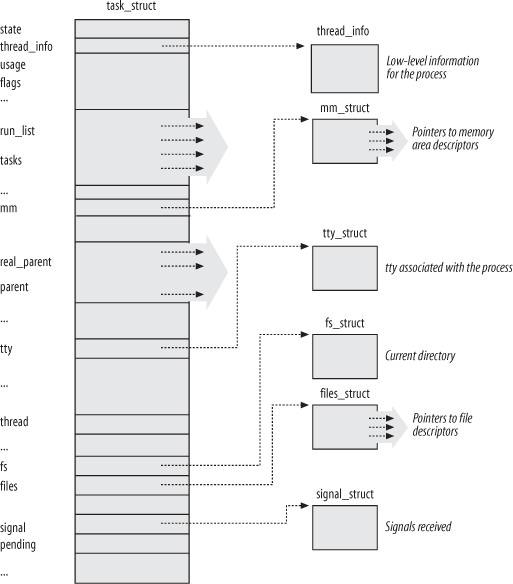 task_struct
state
thread_info
usage
flags
...
run_list
tasks
...
mm
real_parent
parent
...
tty
...
thread
...
fs
files
signal
pending
...
thread_info
Low-level information
for the process
mm_struct
Pointers to memory
area descriptors
tty_struct
tty associated with the process
fs_struct
Current directory
files_struct
Pointers to file
descriptors
signal_struct
Signals received